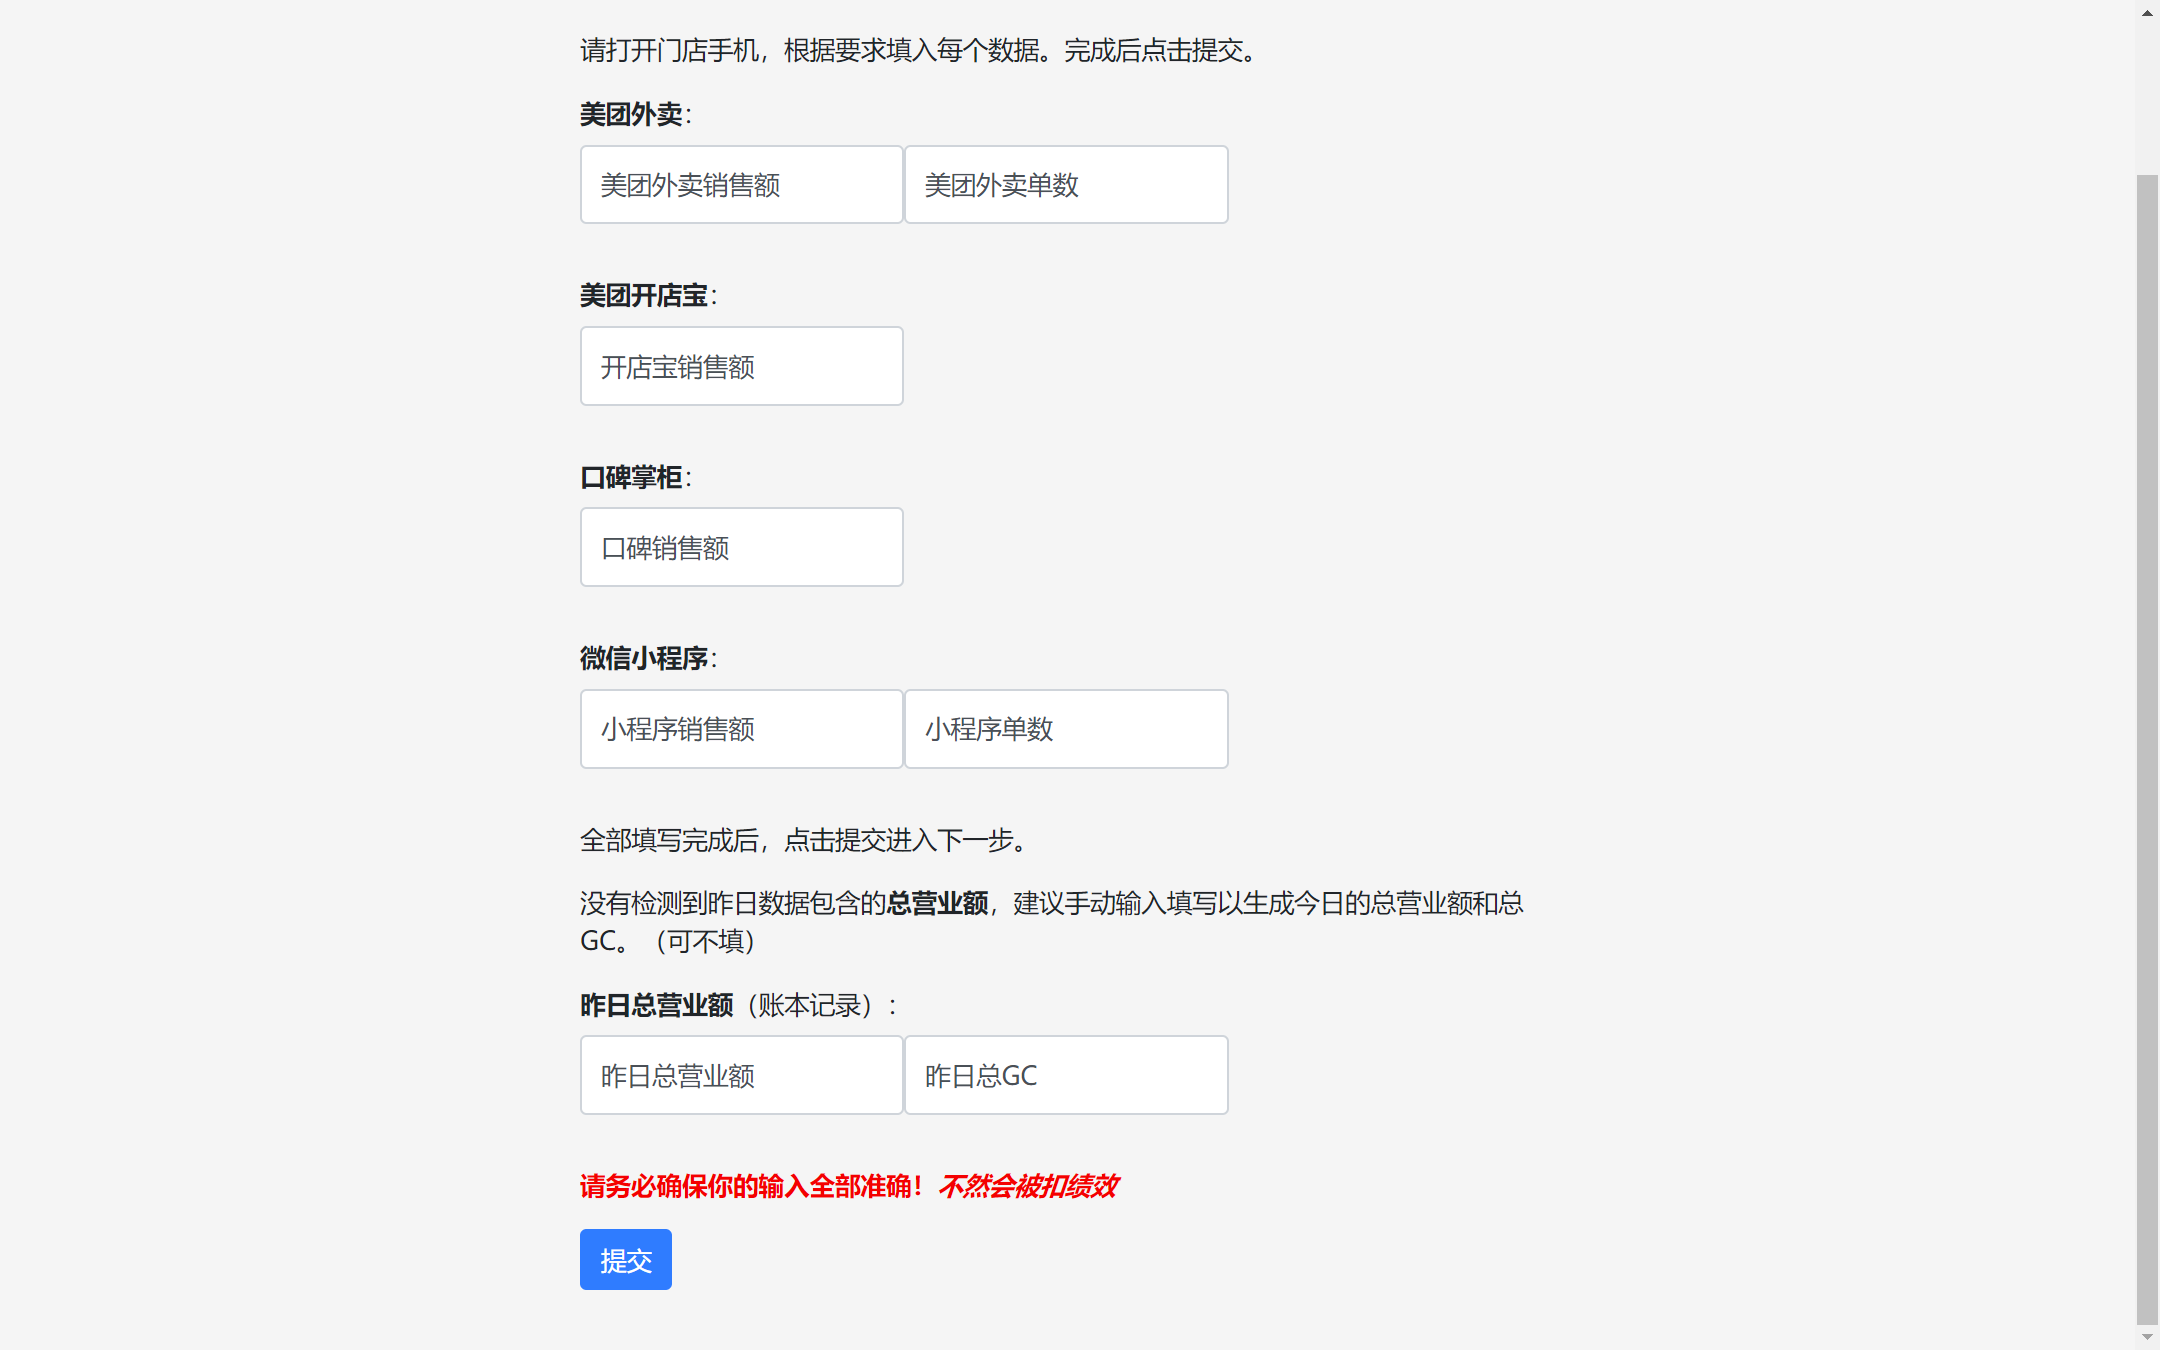 请打开门店手机，根据要求填入每个数据。完成后点击提交。
美团外卖：
美团外卖销售额 美团外卖单数
美团开店宝：
开店宝销售额
口碑掌柜：
口碑销售额
微信小程序：
小程序销售额 小程序单数
全部填写完成后，点击提交进入下一步。
没有检测到昨日数据包含的总营业额，建议手动输入填写以生成今日的总营业额和总
GC。（可不填）
昨日总营业额（账本记录）：
昨日总营业额 昨日总GC
请务必确保你的输入全部准确！不然会被扣绩效
提交